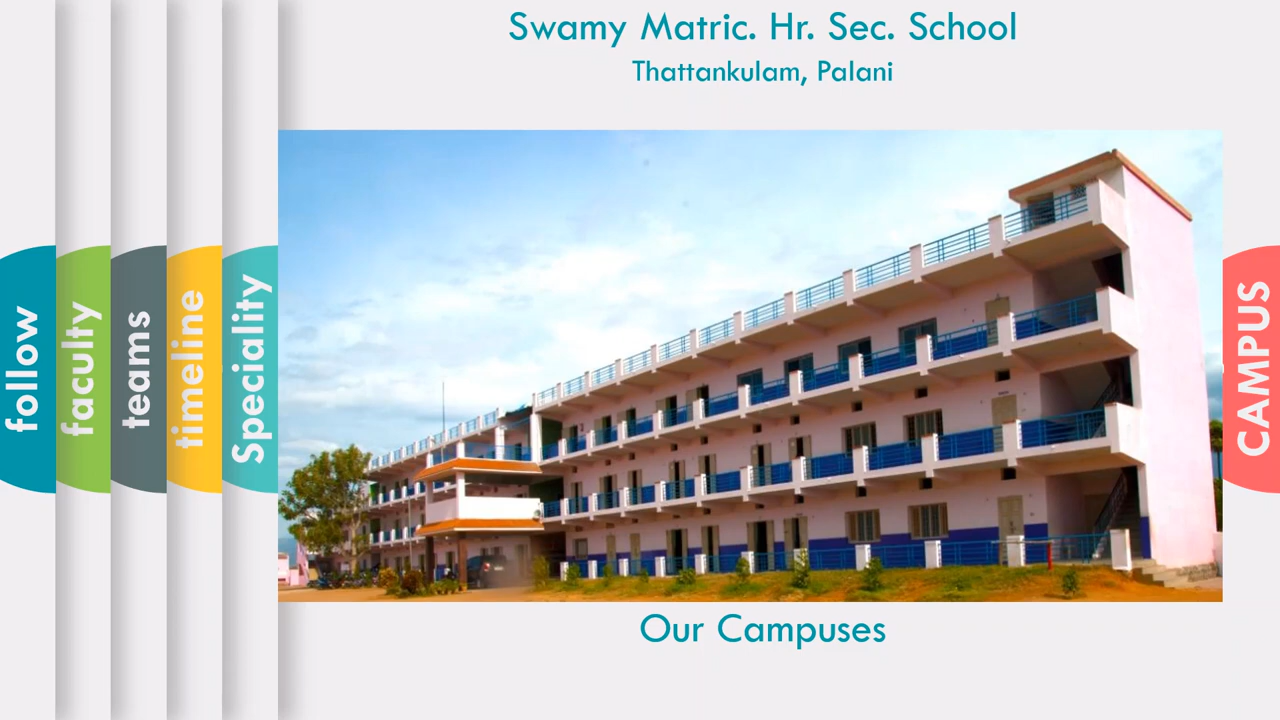 Swamy Matric. Hr. Sec. School
Thattankulam, Palani
follow
faculty
teams
timeline
Speciality
CAMPUS
Our Campuses